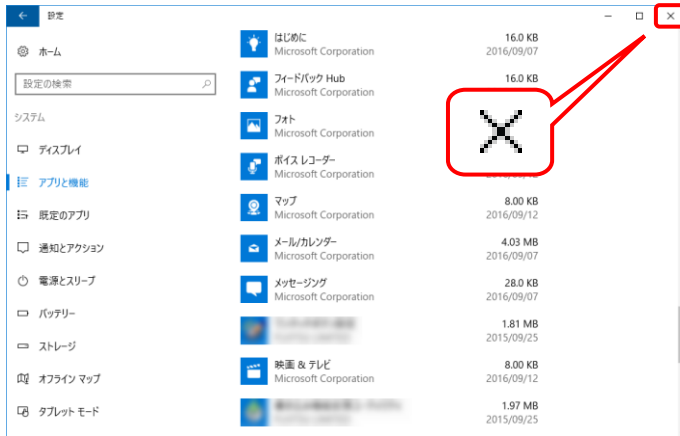 設定
ホーム
設定の検索
システム
ディスプレイ
アプリと機能
既定のアプリ
通知とアクション
電源とスリープ
バッテリー
ストレージ
オフライン マップ
タブレット モード
はじめに
16.0 KB
Microsoft Corporation
2016/09/07
フィードバック Hub
16.0 KB
Microsoft Corporation
フォト
Microsoft Corporation
ボイス レコーダー
Microsoft Corporation
マップ
8.00 KB
Microsoft Corporation
2016/09/12
メール/カレンダー
4.03 MB
Microsoft Corporation
2016/09/07
メッセージング
28.0 KB
Microsoft Corporation
2016/09/07
1.81 MB
2015/09/25
映画 & テレビ
8.00 KB
Microsoft Corporation
2016/09/12
1.97 MB
2015/09/25